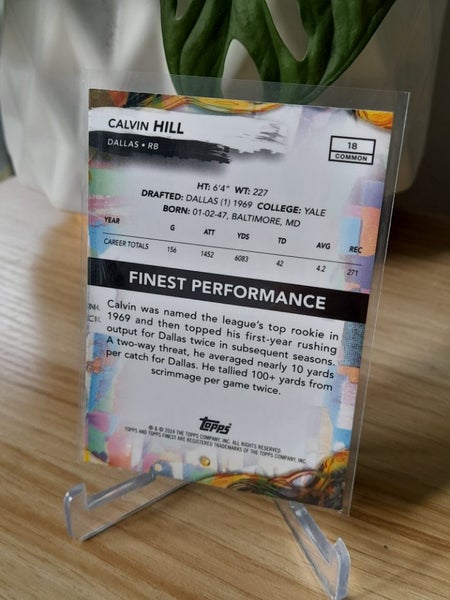 CALVIN HILL
DALLAS • RB
18
COMMON
HT: 6'4" WT: 227
DRAFTED: DALLAS (1) 1969 COLLEGE: YALE
BORN: 01-02-47, BALTIMORE, MD
YEAR G ATT YDS TD AVG REC
CAREER TOTALS 156 1452 6083 42 4.2 271
FINEST PERFORMANCE
Calvin was named the league's top rookie in
1969 and then topped his first-year rushing
output for Dallas twice in subsequent seasons.
A two-way threat, he averaged nearly 10 yards
per catch for Dallas. He tallied 100+ yards from
scrimmage per game twice.
Topps
® & © 2024 THE TOPPS COMPANY, INC. ALL RIGHTS RESERVED
TOPPS AND TOPPS FINEST ARE REGISTERED TRADEMARKS OF THE TOPPS COMPANY, INC.